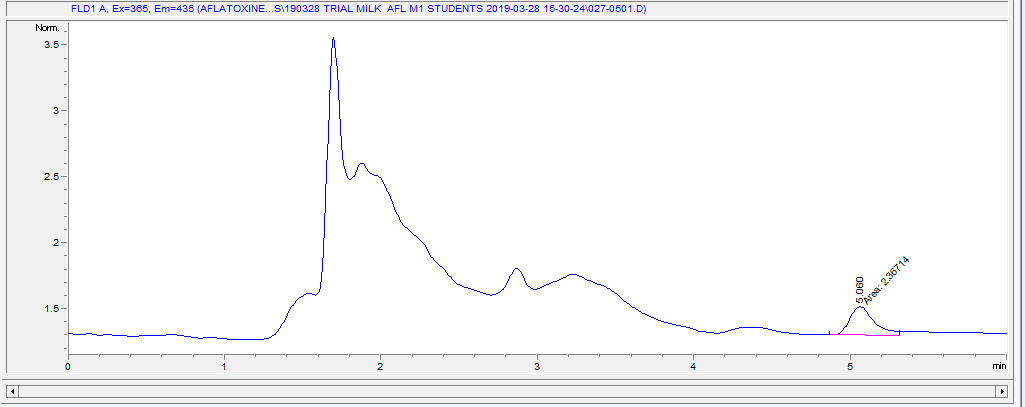 FLD1 A, Ex=365, Em=435 (AFLATOXINE...S\190328 TRIAL MILK  AFL M1 STUDENTS 2019-03-28 15-30-24\027-0501.D)
Norm.
3.5
3
2.5
2
1.5
5.060
Area: 2.36714
0 1 2 3 4 5 min